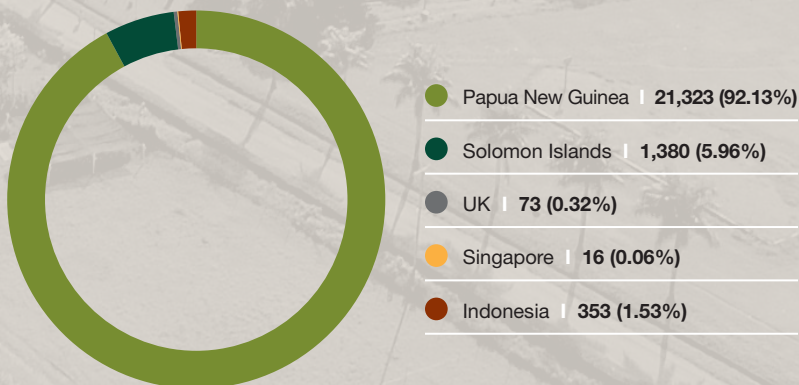 Papua New Guinea | 21,323 (92.13%)
Solomon Islands | 1,380 (5.96%)
UK | 73 (0.32%)
Singapore | 16 (0.06%)
Indonesia | 353 (1.53%)